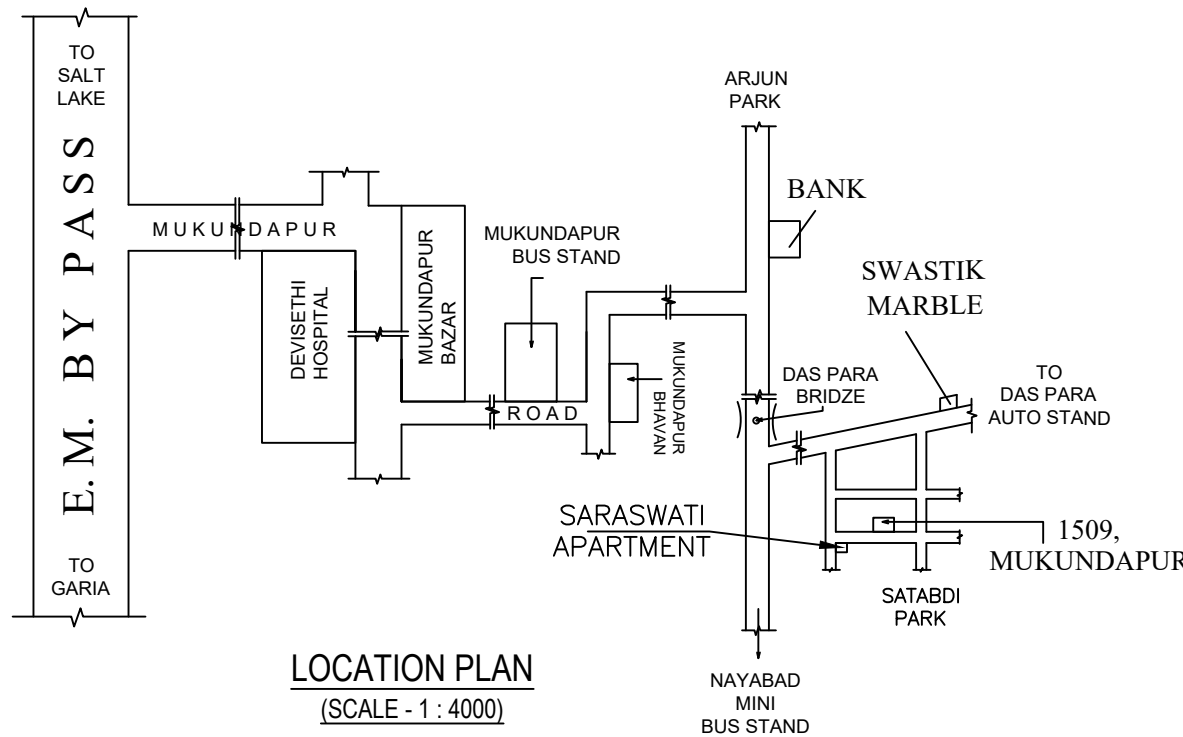 TO
SALT
LAKE
E.M. BY PASS
TO
GARIA
MUKUNDAPUR
DEVISETHI
HOSPITAL
MUKUNDAPUR
BAZAR
MUKUNDAPUR
BUS STAND
ROAD
MUKUNDAPUR
BHAVAN
ARJUN
PARK
BANK
SWASTIK
MARBLE
DAS PARA
BRIDZE
TO
DAS PARA
AUTO STAND
SARASWATI
APARTMENT
1509,
MUKUNDAPUR
SATABDI
PARK
NAYABAD
MINI
BUS STAND
LOCATION PLAN
(SCALE - 1 : 4000)